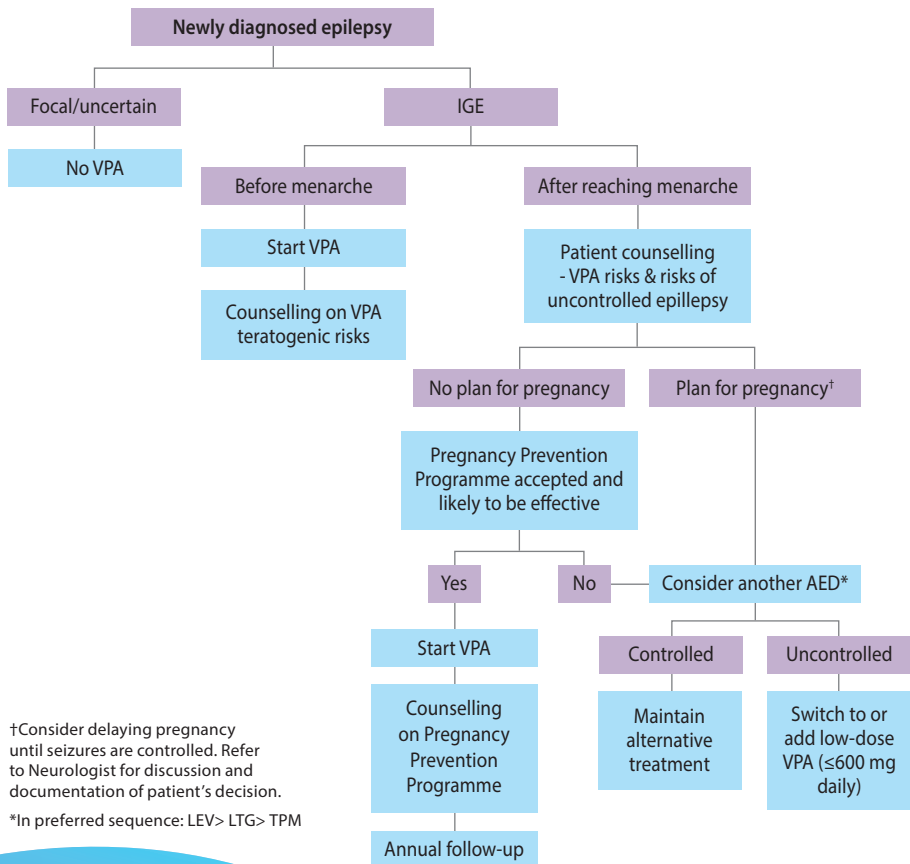 Newly diagnosed epilepsy
Focal/uncertain
IGE
No VPA
Before menarche
After reaching menarche
Start VPA
Counselling on VPA
teratogenic risks
Patient counselling
- VPA risks & risks of
uncontrolled epillepsy
No plan for pregnancy
Plan for pregnancy†
Pregnancy Prevention
Programme accepted and
likely to be effective
Yes
No
Consider another AED*
Start VPA
Controlled
Uncontrolled
Counselling
on Pregnancy
Prevention
Programme
Maintain
alternative
treatment
Switch to or
add low-dose
VPA (≤600 mg
daily)
Annual follow-up
†Consider delaying pregnancy
until seizures are controlled. Refer
to Neurologist for discussion and
documentation of patient's decision.
*In preferred sequence: LEV> LTG> TPM